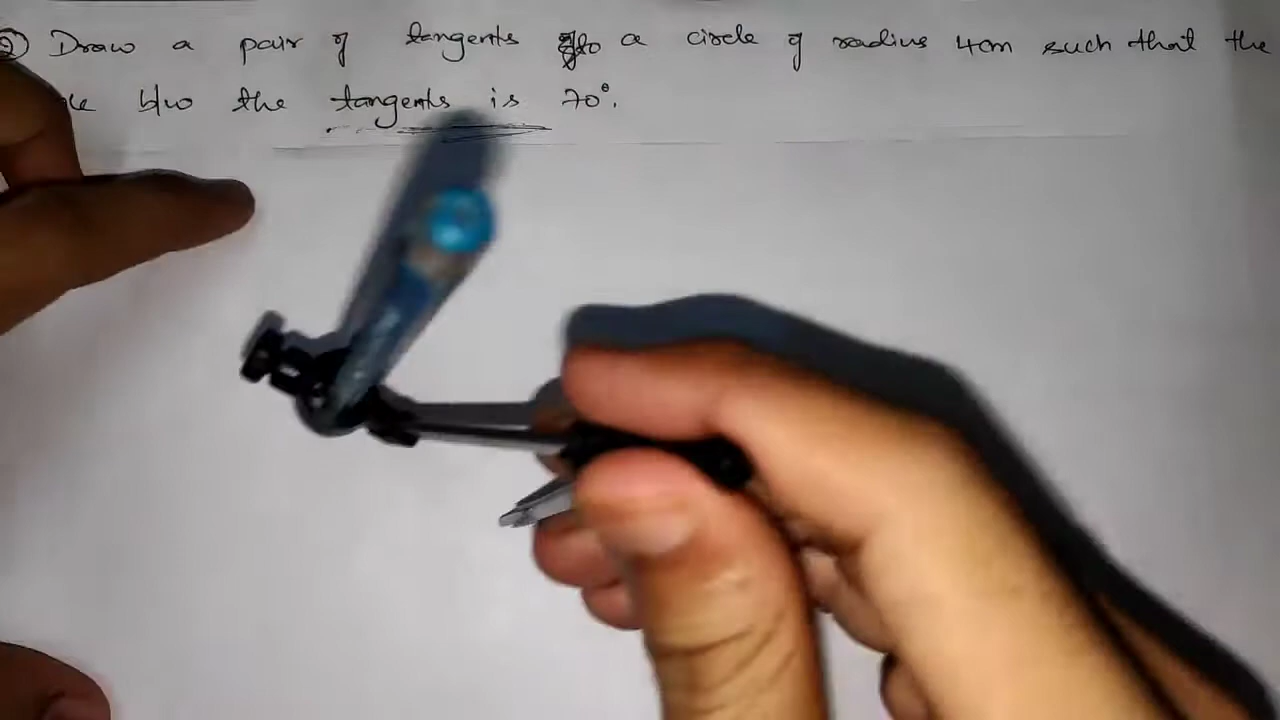 Draw a pair of tangents to a circle of radius 4cm such that the
b/w the tangents is 70°.